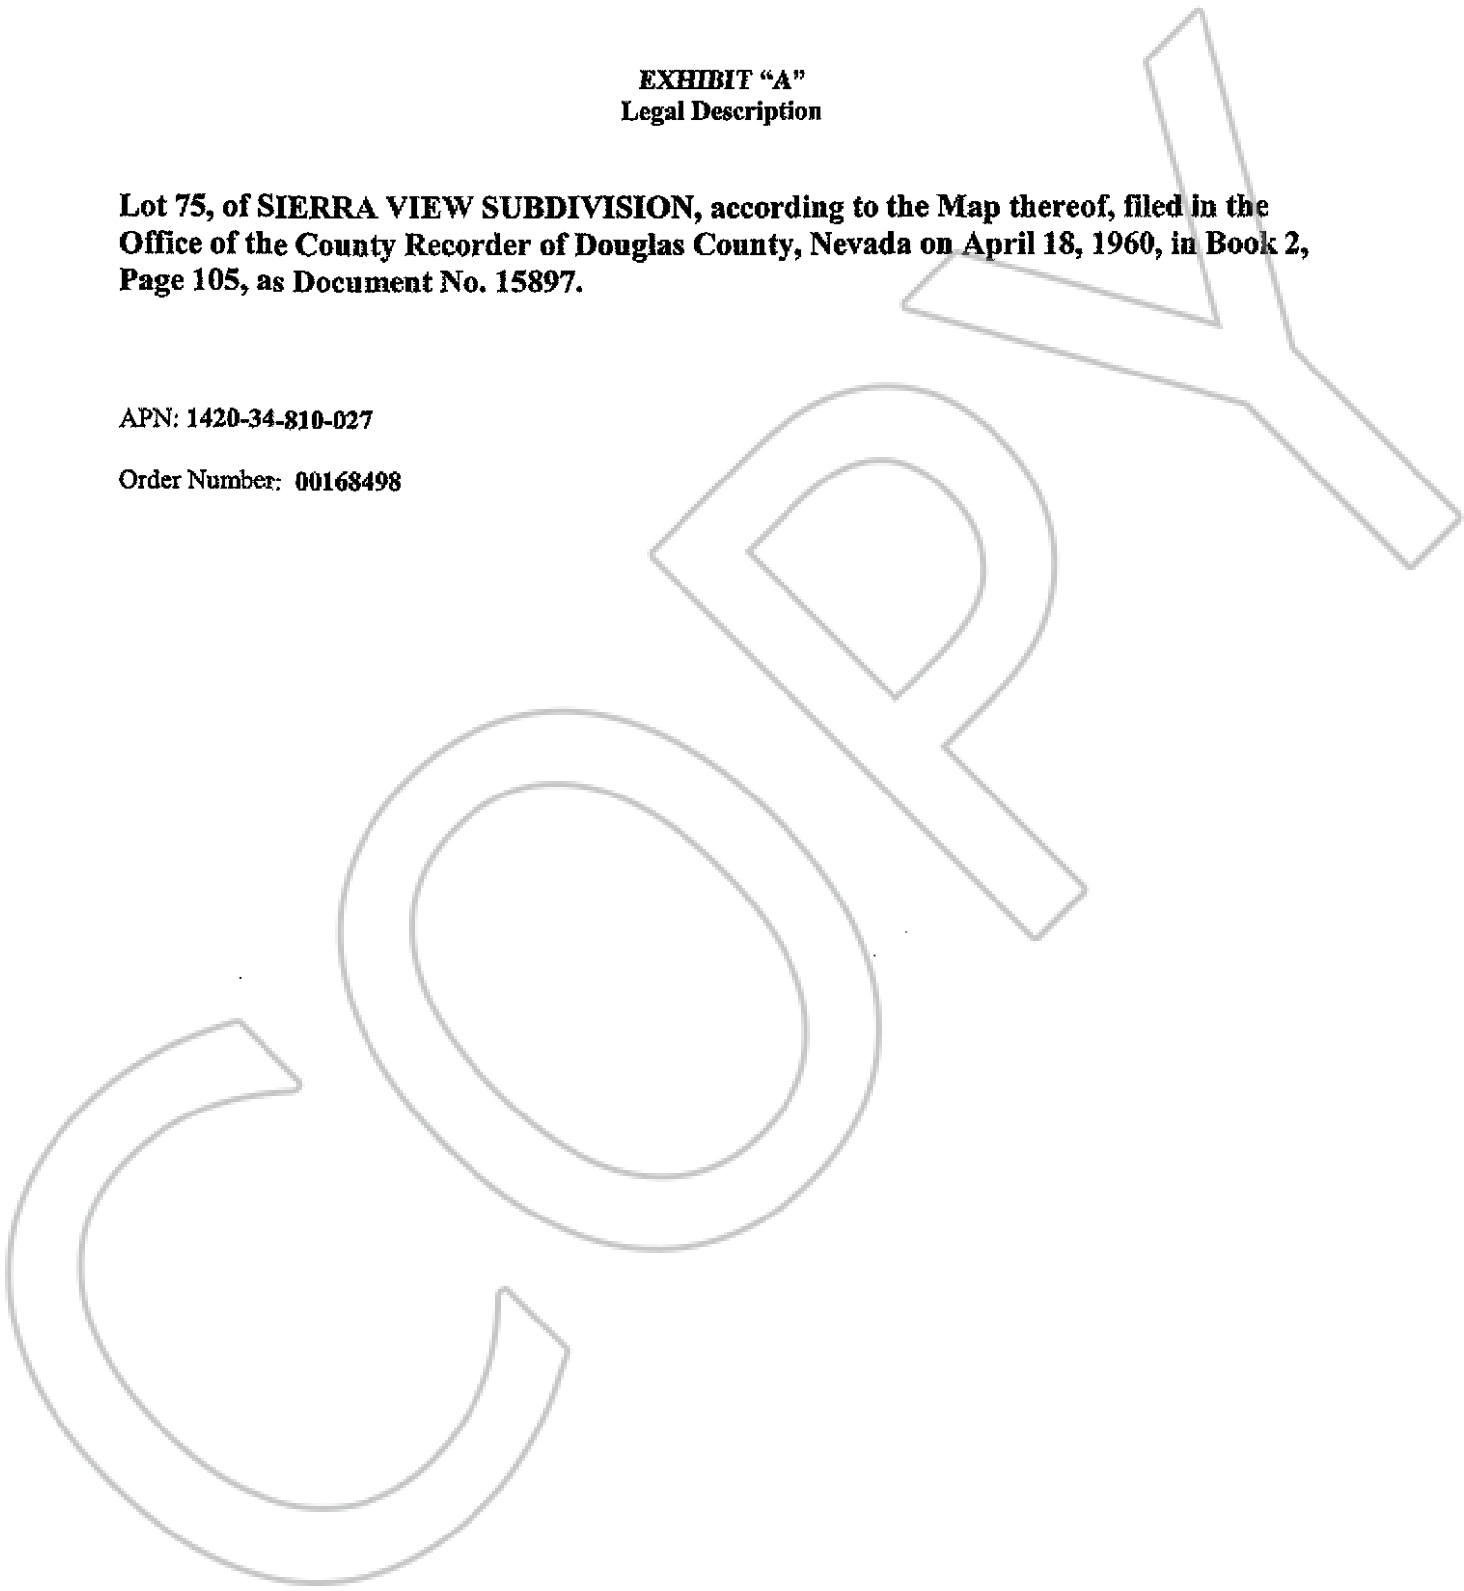 EXHIBIT “A”
Legal Description
Lot 75, of SIERRA VIEW SUBDIVISION, according to the Map thereof, filed in the
Office of the County Recorder of Douglas County, Nevada on April 18, 1960, in Book 2,
Page 105, as Document No. 15897.
APN: 1420-34-810-027
Order Number: 00168498
COPY